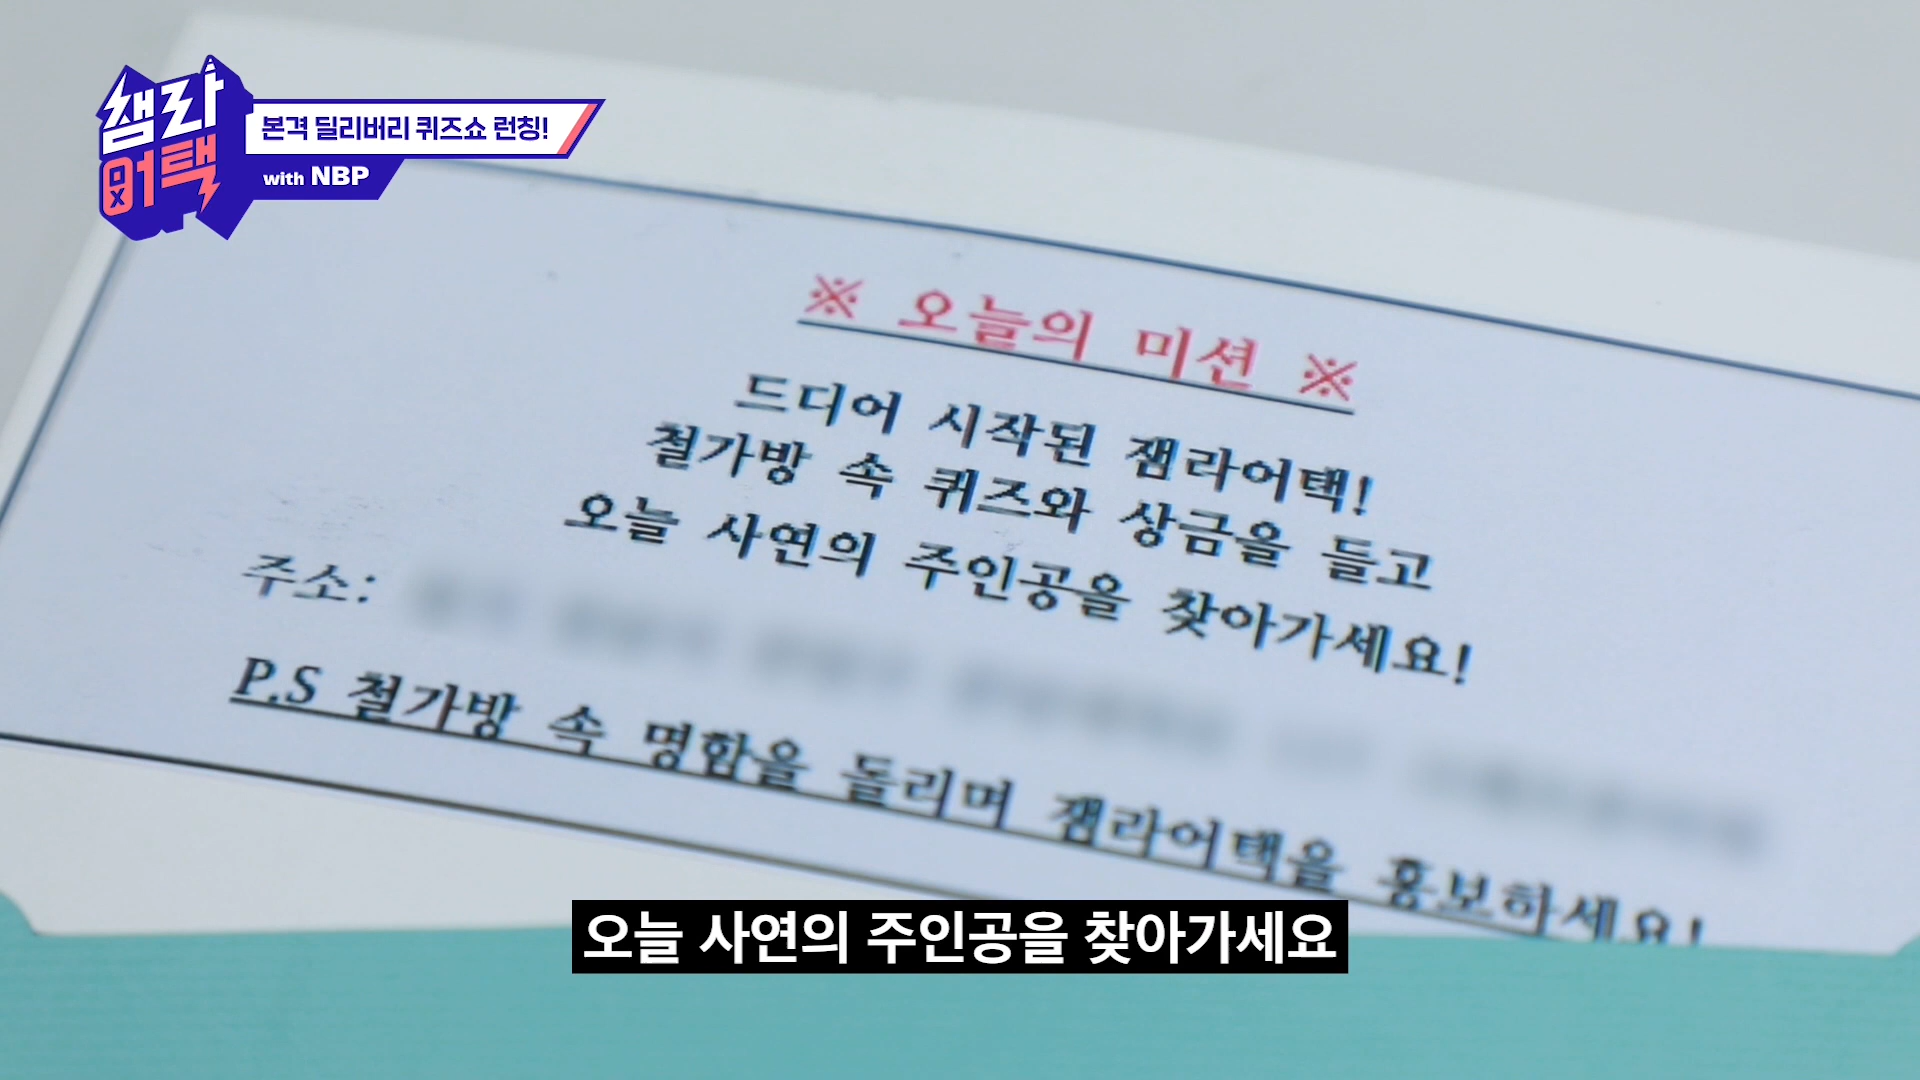 잼라
어택
본격 딜리버리 퀴즈쇼 런칭!
with NBP
※ 오늘의 미션 ※
드디어 시작된 잼라어택!
철가방 속 퀴즈와 상금을 들고
오늘 사연의 주인공을 찾아가세요!
주소:
P.S 철가방 속 명함을 돌리며 잼라어택을 홍보하세요!
오늘 사연의 주인공을 찾아가세요